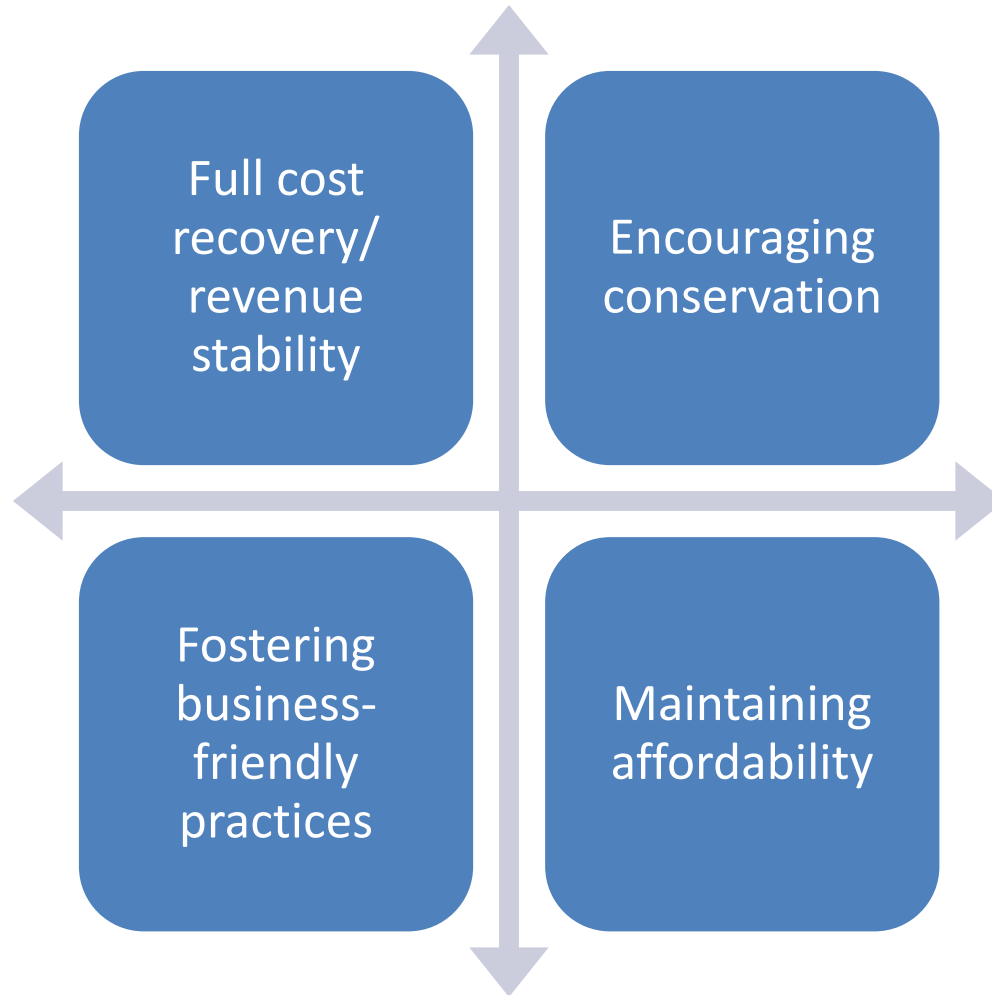 Full cost
recovery/
revenue
stability
Encouraging
conservation
Fostering
business-
friendly
practices
Maintaining
affordability